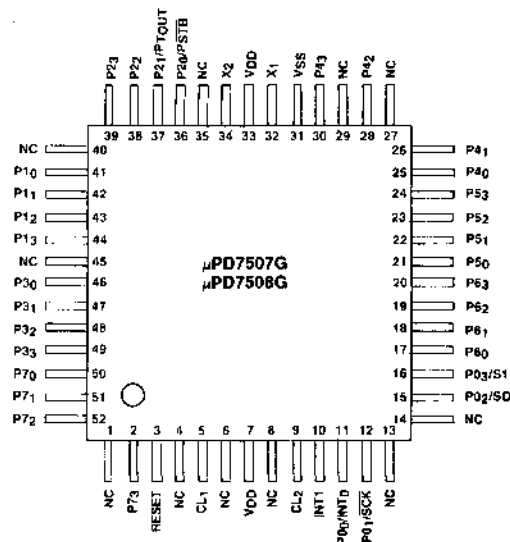 P2₃ P2₂ P2₁/PTOUT P2₀/PSTB NC X₂ VDD X₁ VSS P4₃ NC P4₂ NC
39 38 37 36 35 34 33 32 31 30 29 28 27
NC 40 26 P4₁
P1₀ 41 25 P4₀
P1₁ 42 24 P5₃
P1₂ 43 23 P5₂
P1₃ 44 22 P5₁
NC 45 21 P5₀
P3₀ 46 20 P6₃
P3₁ 47 19 P6₂
P3₂ 48 18 P6₁
P3₃ 49 17 P6₀
P7₀ 50 16 P0₃/S1
P7₁ 51 15 P0₂/SO
P7₂ 52 14 NC
μPD7507G
μPD7508G
1 2 3 4 5 6 7 8 9 10 11 12 13
NC P7₃ RESET NC CL₁ NC VDD NC CL₂ INT1 P0₀/INT₀ P0₁/SCK NC